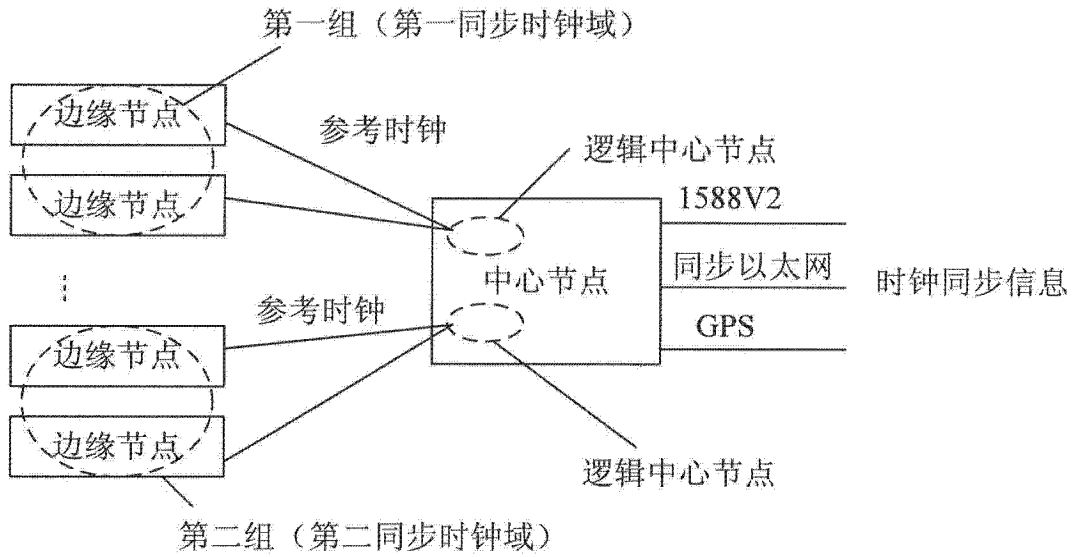 第一组（第一同步时钟域）
边缘节点
参考时钟
逻辑中心节点
边缘节点
1588V2
中心节点
同步以太网
时钟同步信息
参考时钟
GPS
边缘节点
边缘节点
逻辑中心节点
第二组（第二同步时钟域）